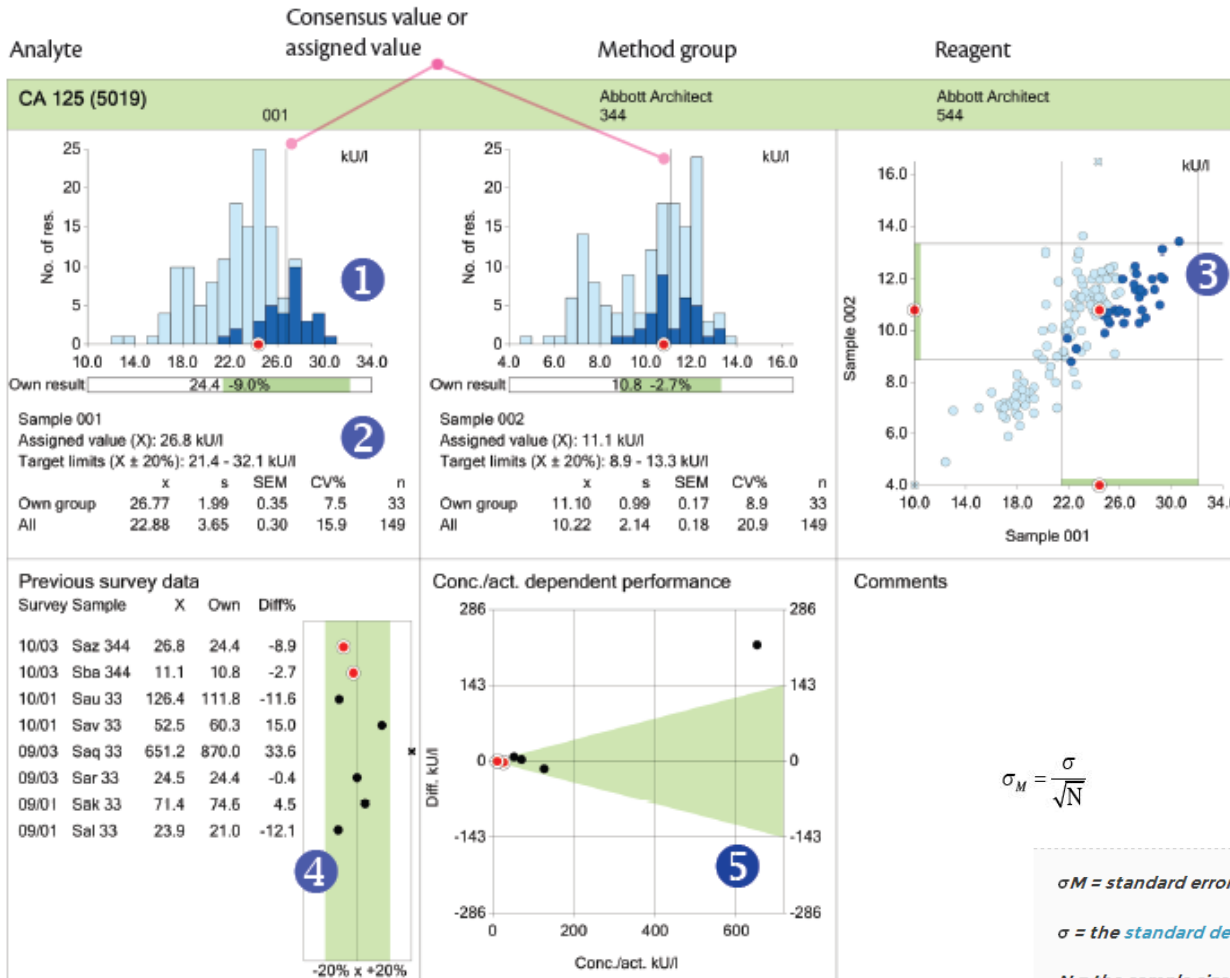 Consensus value or
assigned value
Analyte
Method group
Reagent
CA 125 (5019)
001
Abbott Architect
344
Abbott Architect
544
25
20
15
10
5
0
No. of res.
kU/l
1
10.0 18.0 22.0 26.0 30.0 34.0
Own result 24.4 -9.0%
Sample 001
Assigned value (X): 26.8 kU/l
Target limits (X ± 20%): 21.4 - 32.1 kU/l
2
x s SEM CV% n
Own group 26.77 1.99 0.35 7.5 33
All 22.88 3.65 0.30 15.9 149
25
20
15
10
5
0
No. of res.
kU/l
4.0 6.0 8.0 10.0 12.0 16.0
Own result 10.8 -2.7%
Sample 002
Assigned value (X): 11.1 kU/l
Target limits (X ± 20%): 8.9 - 13.3 kU/l
x s SEM CV% n
Own group 11.10 0.99 0.17 8.9 33
All 10.22 2.14 0.18 20.9 149
kU/l
16.0
12.0
10.0
8.0
6.0
4.0
Sample 002
3
10.0 14.0 18.0 22.0 26.0 30.0 34.0
Sample 001
Previous survey data
Survey Sample X Own Diff%
10/03 Saz 344 26.8 24.4 -8.9
10/03 Sba 344 11.1 10.8 -2.7
10/01 Sau 33 126.4 111.8 -11.6
10/01 Sav 33 52.5 60.3 15.0
09/03 Saq 33 651.2 870.0 33.6
09/03 Sar 33 24.5 24.4 -0.4
09/01 Sak 33 71.4 74.6 4.5
09/01 Sal 33 23.9 21.0 -12.1
4
-20% x +20%
Conc./act. dependent performance
286
143
0
-143
-286
Diff. kU/l
286
143
0
-143
-286
5
0 200 400 600
Conc./act. kU/l
Comments
σM = σ/√N
σM = standard error
σ = the standard de